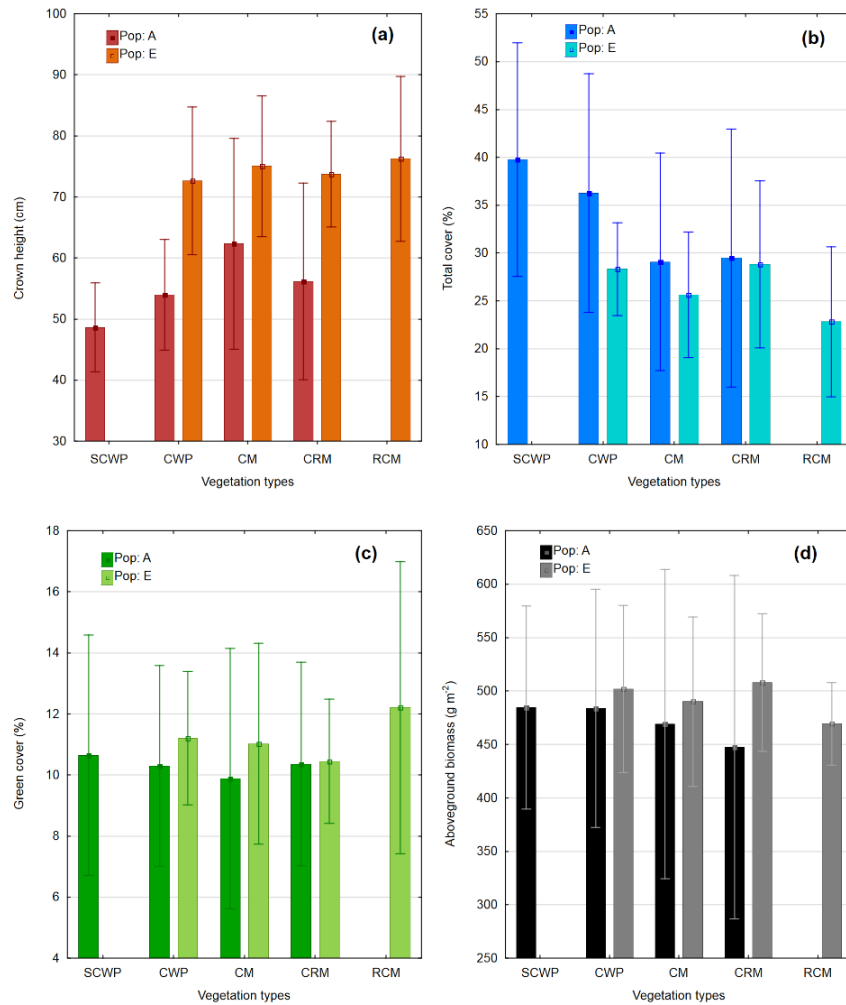 (a)
Pop: A
Pop: E
100
90
80
70
60
50
40
30
Crown height (cm)
SCWP CWP CM CRM RCM
Vegetation types
(b)
Pop: A
Pop: E
55
50
45
40
35
30
25
20
15
10
Total cover (%)
SCWP CWP CM CRM RCM
Vegetation types
(c)
Pop: A
Pop: E
18
16
14
12
10
8
6
4
Green cover (%)
SCWP CWP CM CRM RCM
Vegetation types
(d)
Pop: A
Pop: E
650
600
550
500
450
400
350
300
250
Aboveground biomass (g m⁻²)
SCWP CWP CM CRM RCM
Vegetation types